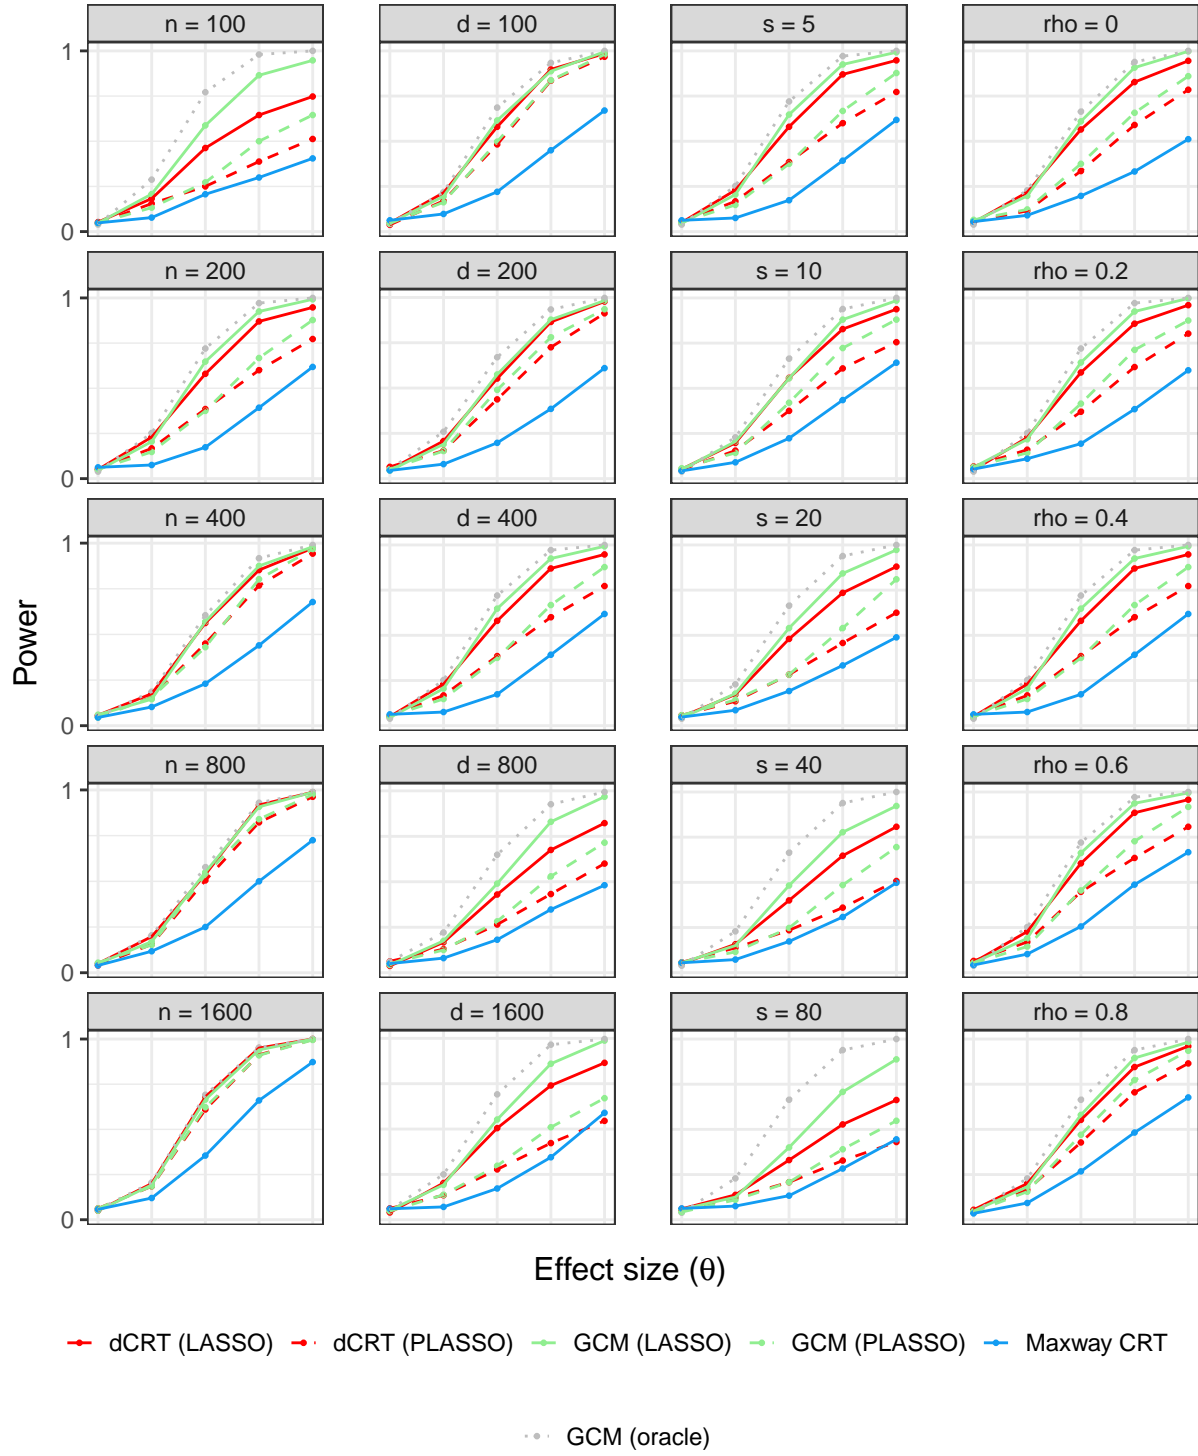 n = 100
d = 100
s = 5
rho = 0
1
0
n = 200
d = 200
s = 10
rho = 0.2
1
0
n = 400
d = 400
s = 20
rho = 0.4
1
0
Power
n = 800
d = 800
s = 40
rho = 0.6
1
0
n = 1600
d = 1600
s = 80
rho = 0.8
1
0
Effect size (θ)
dCRT (LASSO)
dCRT (PLASSO)
GCM (LASSO)
GCM (PLASSO)
Maxway CRT
GCM (oracle)